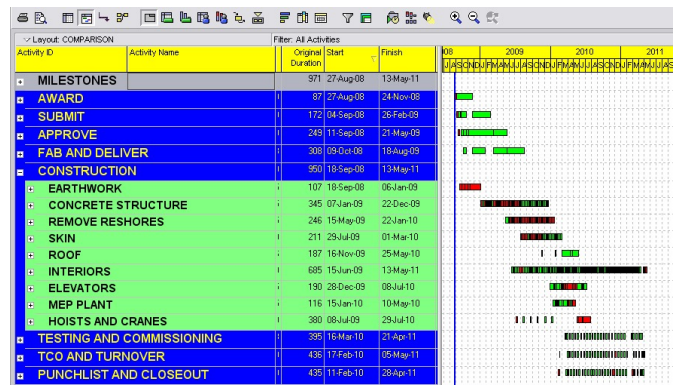 Layout: COMPARISON Filter: All Activities
Activity ID Activity Name Original Duration Start Finish 08 2009 2010 2011
J A S O N D J F M A M J J A S O N D J F M A M J J A S O N D J F M A M J J A S
MILESTONES 971 27-Aug-08 13-May-11
AWARD 87 27-Aug-08 24-Nov-08
SUBMIT 172 04-Sep-08 26-Feb-09
APPROVE 249 11-Sep-08 21-May-09
FAB AND DELIVER 308 09-Oct-08 18-Aug-09
CONSTRUCTION 950 18-Sep-08 13-May-11
EARTHWORK 107 18-Sep-08 06-Jan-09
CONCRETE STRUCTURE 345 07-Jan-09 22-Dec-09
REMOVE RESHORES 246 15-May-09 22-Jan-10
SKIN 211 29-Jul-09 01-Mar-10
ROOF 187 16-Nov-09 25-May-10
INTERIORS 685 15-Jun-09 13-May-11
ELEVATORS 190 28-Dec-09 08-Jul-10
MEP PLANT 116 15-Jan-10 10-May-10
HOISTS AND CRANES 380 08-Jul-09 29-Jul-10
TESTING AND COMMISSIONING 395 16-Mar-10 21-Apr-11
TCO AND TURNOVER 436 17-Feb-10 05-May-11
PUNCHLIST AND CLOSEOUT 435 11-Feb-10 28-Apr-11